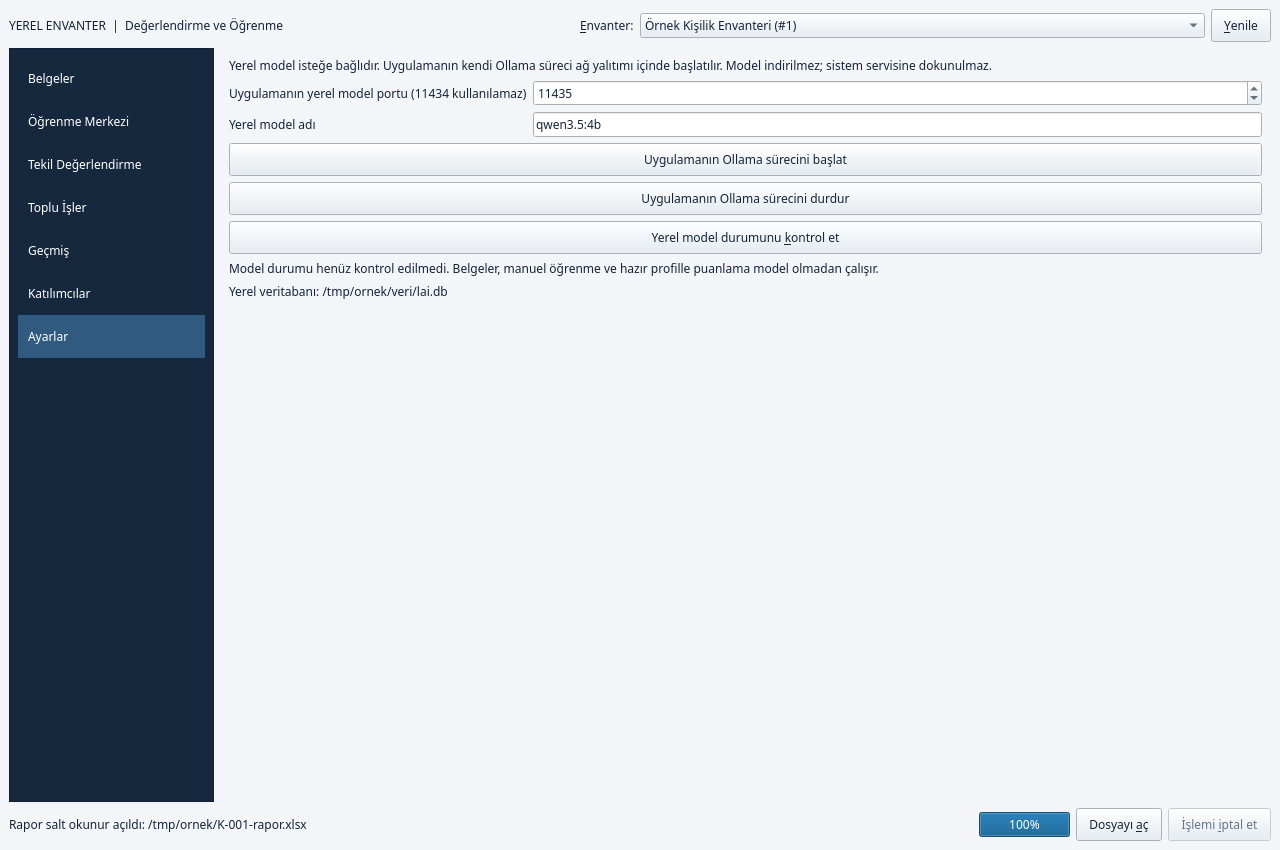 YEREL ENVANTER | Değerlendirme ve Öğrenme
Envanter: Örnek Kişilik Envanteri (#1) Yenile
Belgeler
Öğrenme Merkezi
Tekil Değerlendirme
Toplu İşler
Geçmiş
Katılımcılar
Ayarlar
Yerel model isteğe bağlıdır. Uygulamanın kendi Ollama süreci ağ yalıtımı içinde başlatılır. Model indirilmez; sistem servisine dokunulmaz.
Uygulamanın yerel model portu (11434 kullanılamaz) 11435
Yerel model adı qwen3.5:4b
Uygulamanın Ollama sürecini başlat
Uygulamanın Ollama sürecini durdur
Yerel model durumunu kontrol et
Model durumu henüz kontrol edilmedi. Belgeler, manuel öğrenme ve hazır profille puanlama model olmadan çalışır.
Yerel veritabanı: /tmp/ornek/veri/lai.db
Rapor salt okunur açıldı: /tmp/ornek/K-001-rapor.xlsx 100% Dosyayı aç İşlemi iptal et